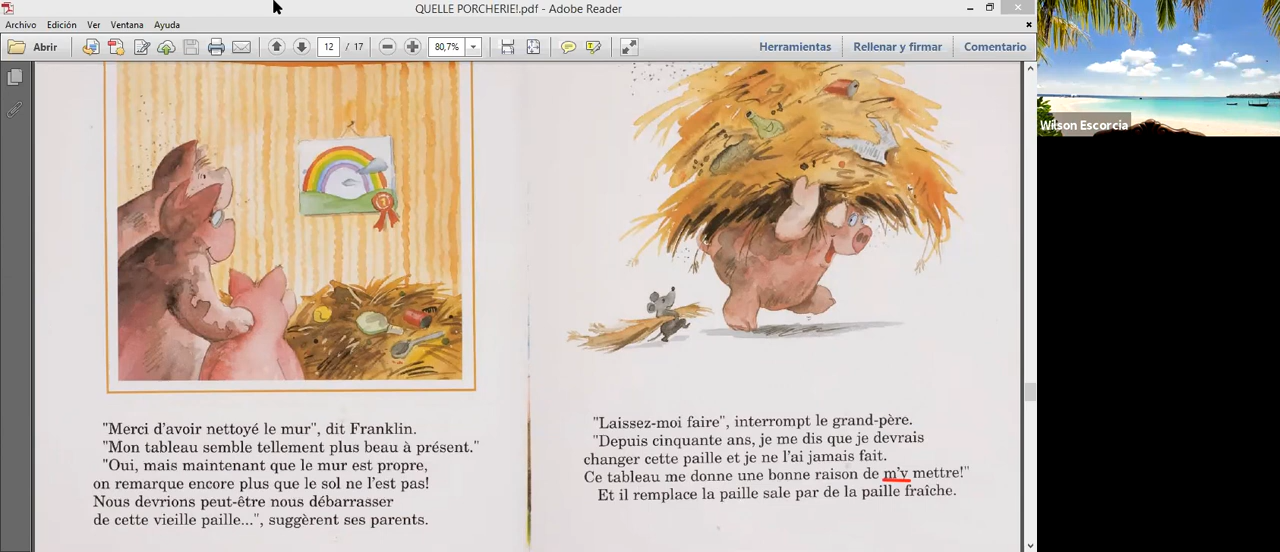 QUELLE PORCHERIE!.pdf - Adobe Reader
Archivo Edición Ver Ventana Ayuda
Abrir
12 / 17
80,7%
Herramientas
Rellenar y firmar
Comentario
Wilson Escorcia
1
"Merci d'avoir nettoyé le mur", dit Franklin.
"Mon tableau semble tellement plus beau à présent."
"Oui, mais maintenant que le mur est propre,
on remarque encore plus que le sol ne l'est pas!
Nous devrions peut-être nous débarrasser
de cette vieille paille...", suggèrent ses parents.
"Laissez-moi faire", interrompt le grand-père.
"Depuis cinquante ans, je me dis que je devrais
changer cette paille et je ne l'ai jamais fait.
Ce tableau me donne une bonne raison de m'y mettre!"
Et il remplace la paille sale par de la paille fraîche.